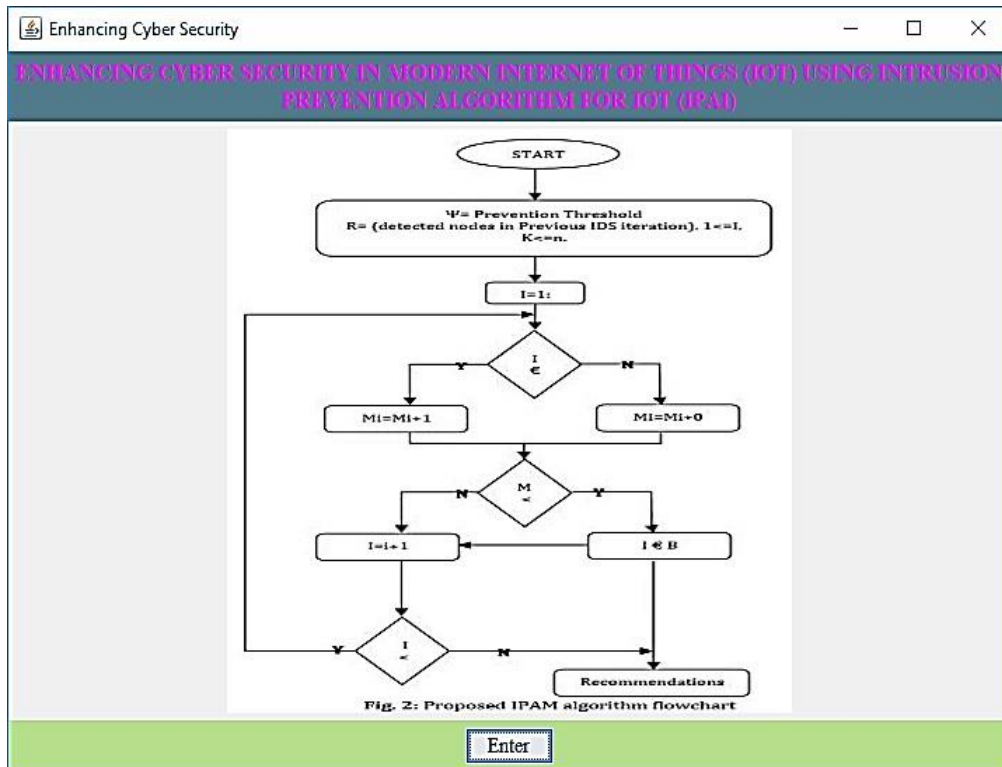 Enhancing Cyber Security
ENHANCING CYBER SECURITY IN MODERN INTERNET OF THINGS (IOT) USING INTRUSION
PREVENTION ALGORITHM FOR IOT (IPAI)
START
Ψ= Prevention Threshold
R= {detected nodes in Previous IDS iteration}, 1<=I,
K<=n.
I=1;
I
€
Y
N
Mi=Mi+1
Mi=Mi+0
M
<
N
Y
I=i+1
I € B
I
<
Y
N
Recommendations
Fig. 2: Proposed IPAM algorithm flowchart
Enter